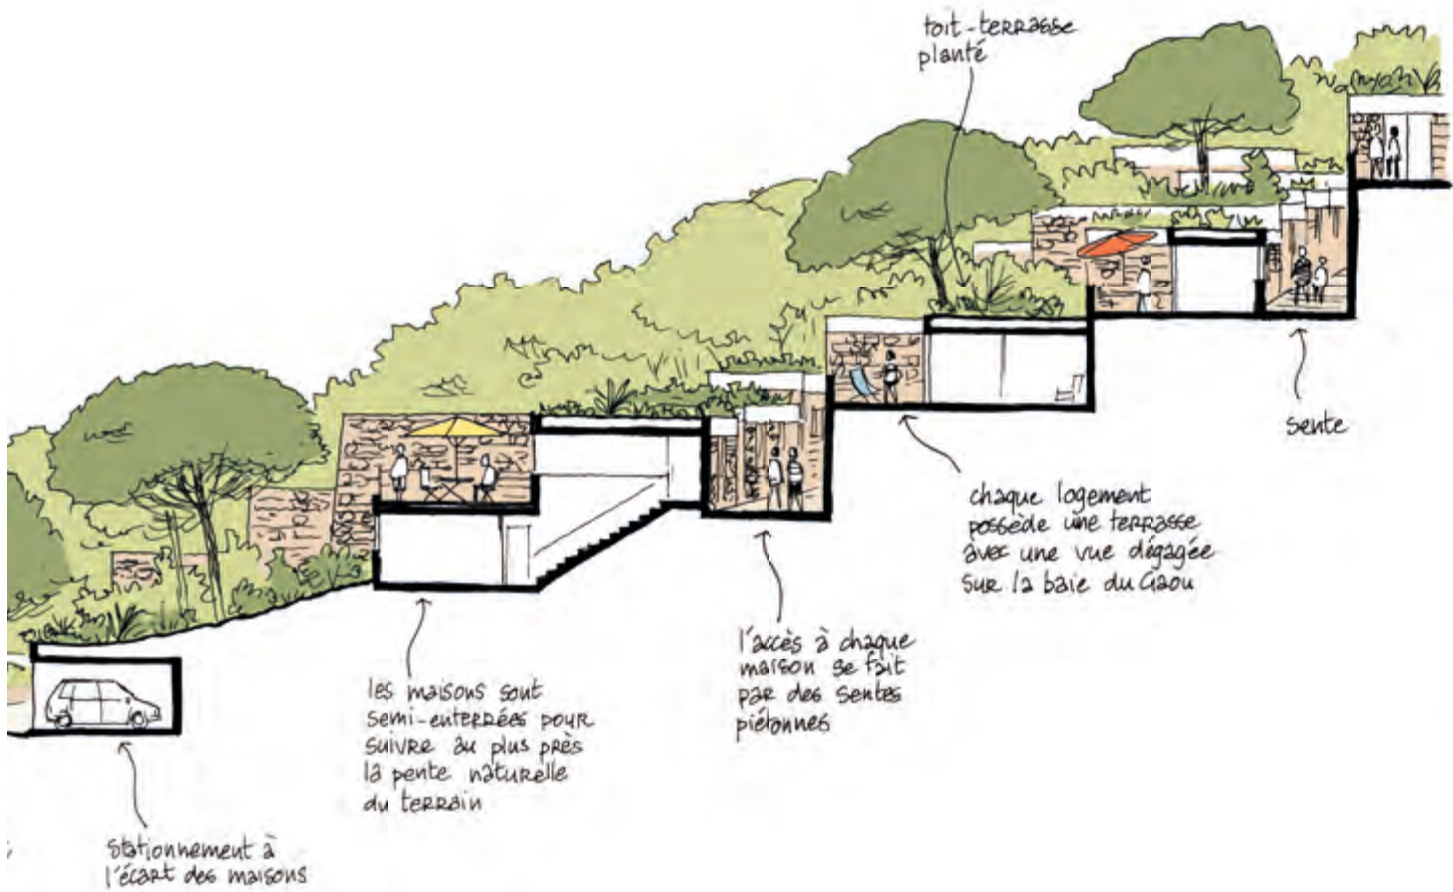 toit-terrasse
planté
sente
chaque logement
possède une terrasse
avec une vue dégagée
sur la baie du Gaou
l'accès à chaque
maison se fait
par des sentes
piétonnes
les maisons sont
semi-enterrées pour
suivre au plus près
la pente naturelle
du terrain
stationnement à
l'écart des maisons